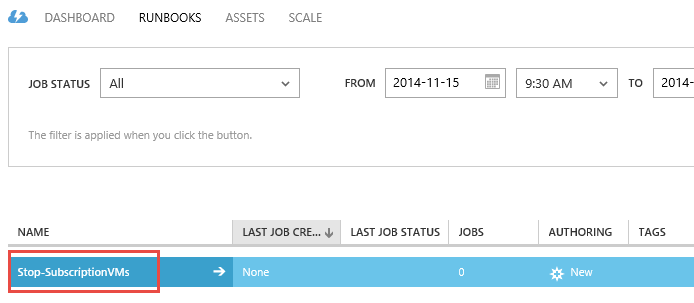 DASHBOARD RUNBOOKS ASSETS SCALE
JOB STATUS All FROM 2014-11-15 9:30 AM TO 2014-
The filter is applied when you click the button.
NAME LAST JOB CRE... LAST JOB STATUS JOBS AUTHORING TAGS
Stop-SubscriptionVMs None 0 New